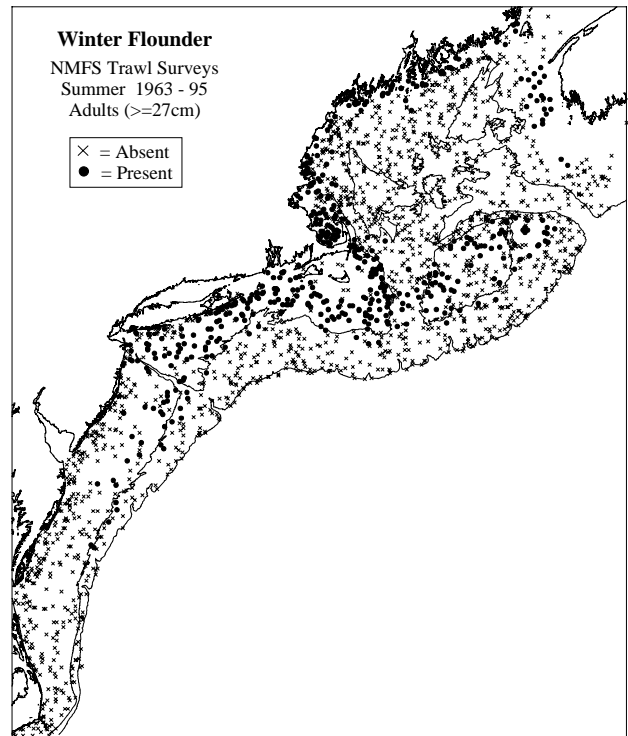 Winter Flounder
NMFS Trawl Surveys
Summer 1963 - 95
Adults (>=27cm)
× = Absent
● = Present